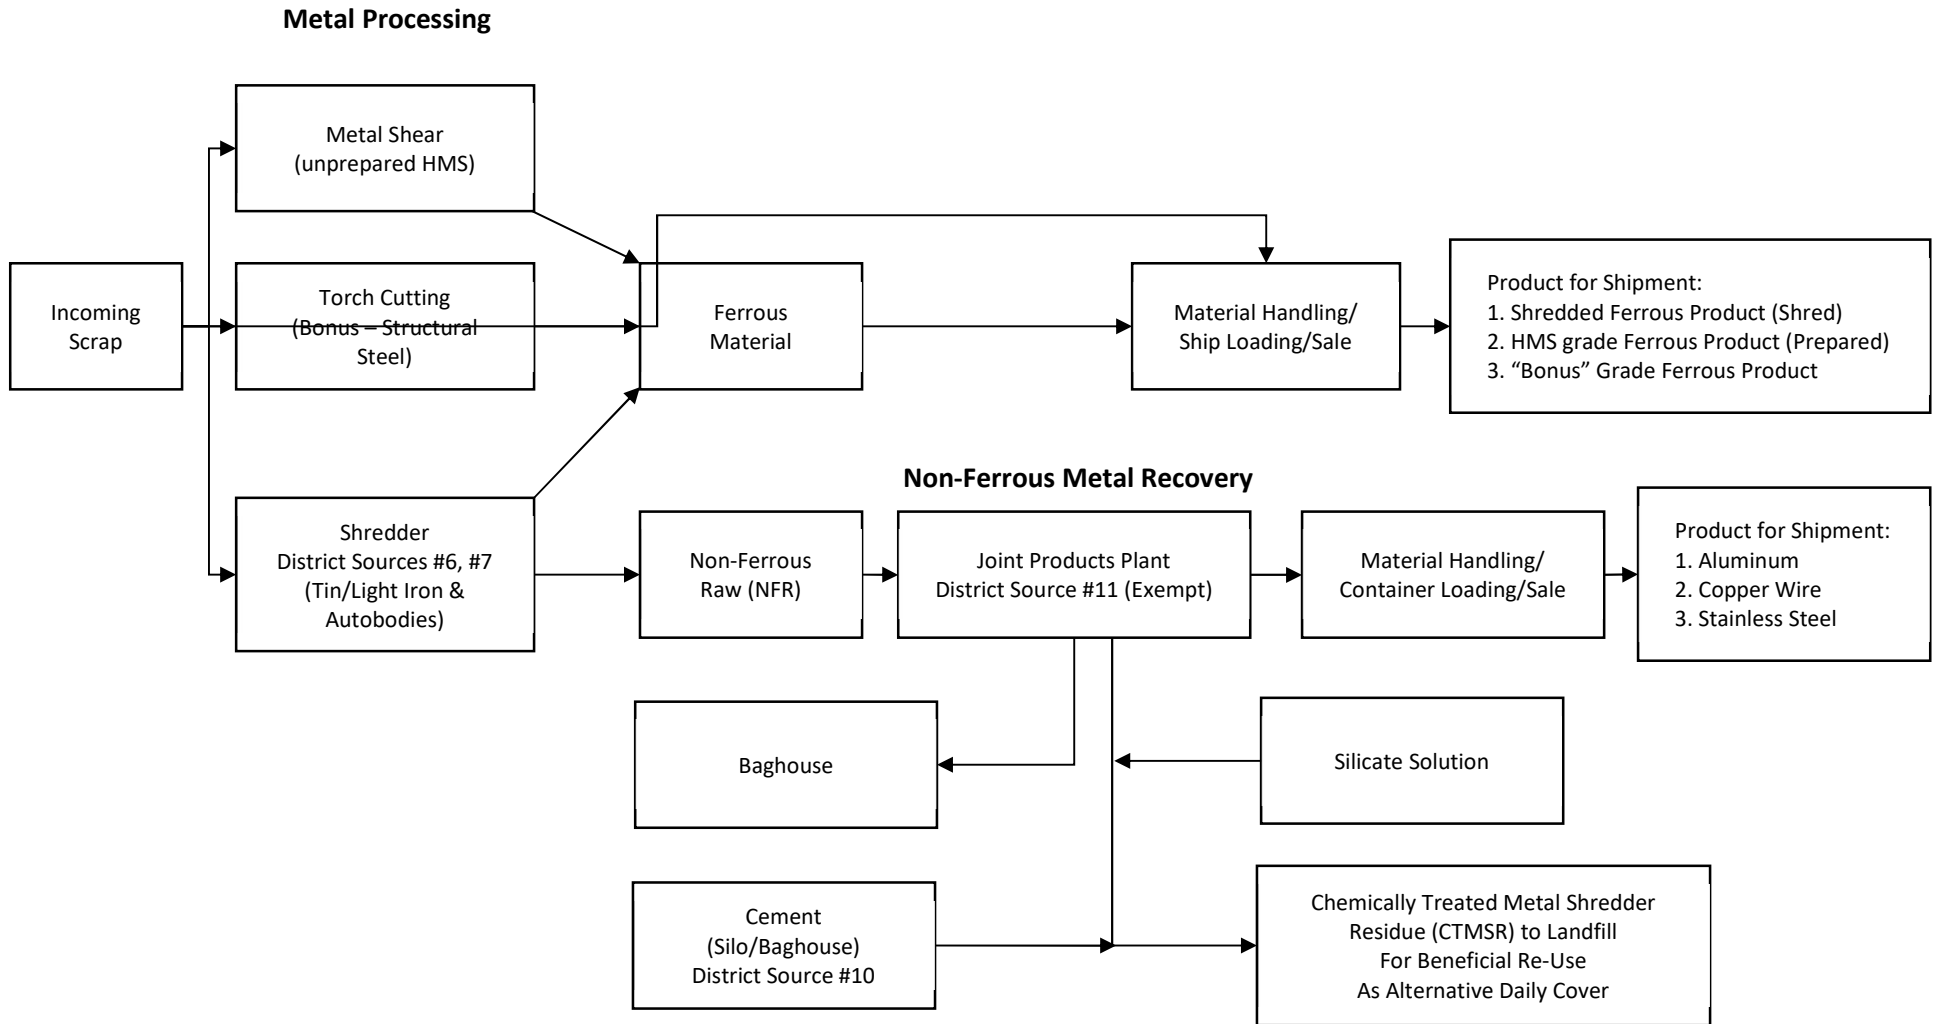 Metal Processing
Metal Shear
(unprepared HMS)
Incoming
Scrap
Torch Cutting
(Bonus – Structural
Steel)
Ferrous
Material
Material Handling/
Ship Loading/Sale
Product for Shipment:
1. Shredded Ferrous Product (Shred)
2. HMS grade Ferrous Product (Prepared)
3. “Bonus” Grade Ferrous Product
Non-Ferrous Metal Recovery
Shredder
District Sources #6, #7
(Tin/Light Iron &
Autobodies)
Non-Ferrous
Raw (NFR)
Joint Products Plant
District Source #11 (Exempt)
Material Handling/
Container Loading/Sale
Product for Shipment:
1. Aluminum
2. Copper Wire
3. Stainless Steel
Baghouse
Silicate Solution
Cement
(Silo/Baghouse)
District Source #10
Chemically Treated Metal Shredder
Residue (CTMSR) to Landfill
For Beneficial Re-Use
As Alternative Daily Cover